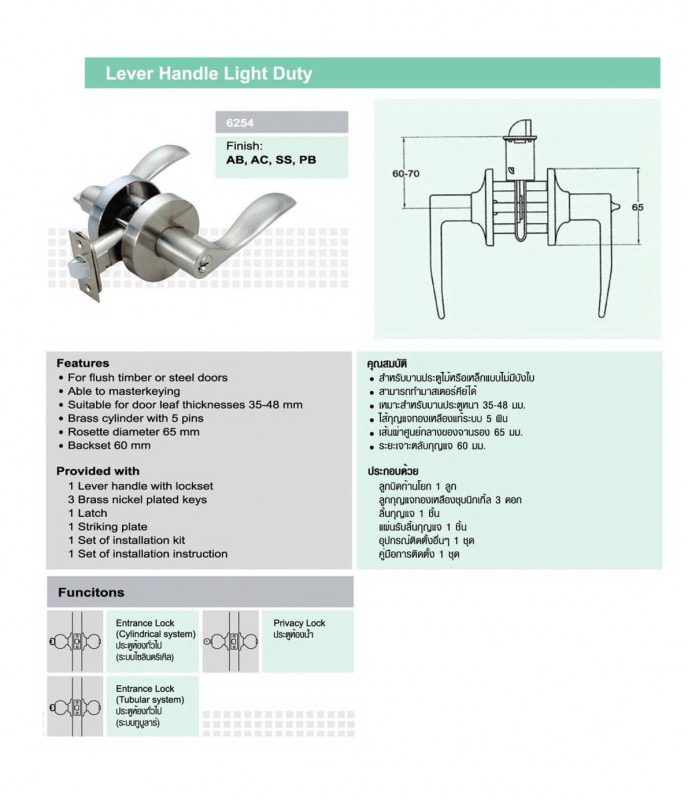 Lever Handle Light Duty
6254
Finish:
AB, AC, SS, PB
60-70
65
Features
• For flush timber or steel doors
• Able to masterkeying
• Suitable for door leaf thicknesses 35-48 mm
• Brass cylinder with 5 pins
• Rosette diameter 65 mm
• Backset 60 mm
Provided with
1 Lever handle with lockset
3 Brass nickel plated keys
1 Latch
1 Striking plate
1 Set of installation kit
1 Set of installation instruction
คุณสมบัติ
• สำหรับบานประตูไม้หรือเหล็กแบบไม่มีบังใบ
• สามารถทำมาสเตอร์คีย์ได้
• เหมาะสำหรับบานประตูหนา 35-48 มม.
• ไส้กุญแจทองเหลืองแท้ระบบ 5 พิน
• เส้นผ่าศูนย์กลางของจานรอง 65 มม.
• ระยะเจาะตลับกุญแจ 60 มม.
ประกอบด้วย
ลูกบิดก้านโยก 1 ลูก
ลูกกุญแจทองเหลืองชุบนิกเกิ้ล 3 ดอก
ลิ้นกุญแจ 1 ชิ้น
แผ่นรับลิ้นกุญแจ 1 ชิ้น
อุปกรณ์ติดตั้งอื่นๆ 1 ชุด
คู่มือการติดตั้ง 1 ชุด
Funcitons
Entrance Lock
(Cylindrical system)
ประตูห้องทั่วไป
(ระบบไซลินดริเคิล)
Privacy Lock
ประตูห้องน้ำ
Entrance Lock
(Tubular system)
ประตูห้องทั่วไป
(ระบบทูบูลาร์)